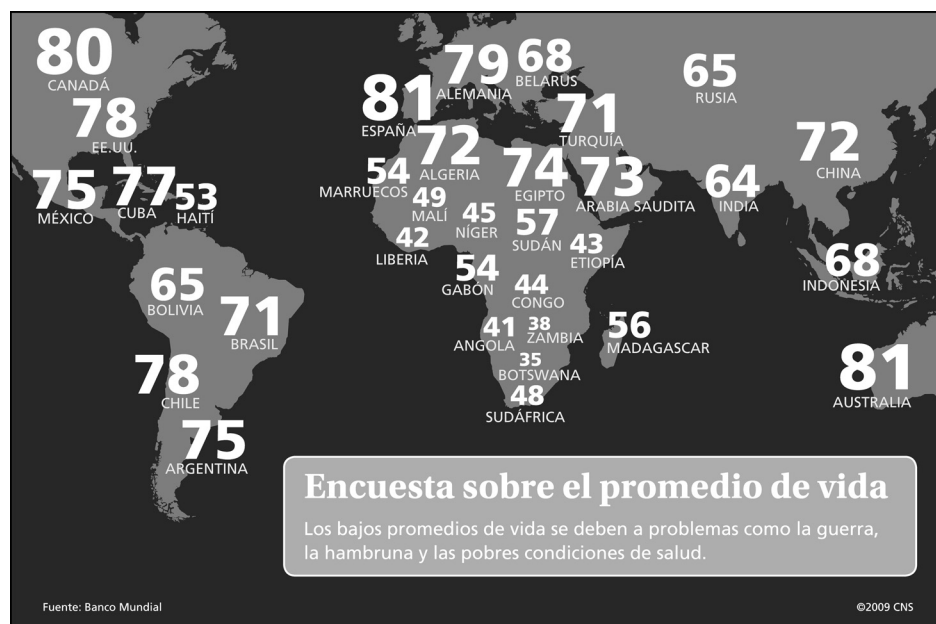 80
CANADÁ
78
EE.UU.
75
MÉXICO
77
CUBA
53
HAITÍ
65
BOLIVIA
71
BRASIL
78
CHILE
75
ARGENTINA
81
ESPAÑA
79
ALEMANIA
68
BELARUS
65
RUSIA
71
TURQUÍA
72
ALGERIA
54
MARRUECOS
74
EGIPTO
73
ARABIA SAUDITA
64
INDIA
72
CHINA
49
MALÍ
45
NÍGER
57
SUDÁN
43
ETIOPÍA
42
LIBERIA
54
GABÓN
44
CONGO
68
INDONESIA
41
ANGOLA
38
ZAMBIA
56
MADAGASCAR
35
BOTSWANA
48
SUDÁFRICA
81
AUSTRALIA
Encuesta sobre el promedio de vida
Los bajos promedios de vida se deben a problemas como la guerra,
la hambruna y las pobres condiciones de salud.
Fuente: Banco Mundial
©2009 CNS